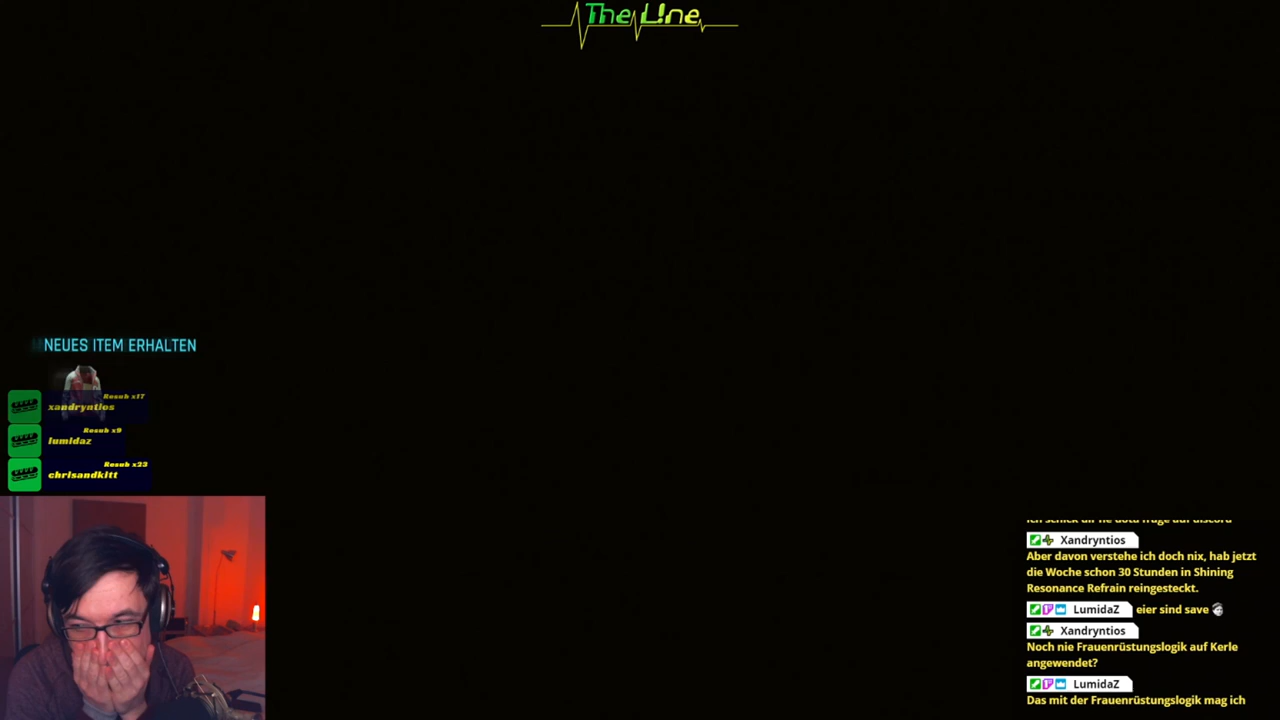 The L!ne
NEUES ITEM ERHALTEN
Resub x17
xandryntios
Resub x9
lumidaz
Resub x23
chrisandkitt
Xandryntios
Aber davon verstehe ich doch nix, hab jetzt
die Woche schon 30 Stunden in Shining
Resonance Refrain reingesteckt.
LumidaZ eier sind save
Xandryntios
Noch nie Frauenrüstungslogik auf Kerle
angewendet?
LumidaZ
Das mit der Frauenrüstungslogik mag ich